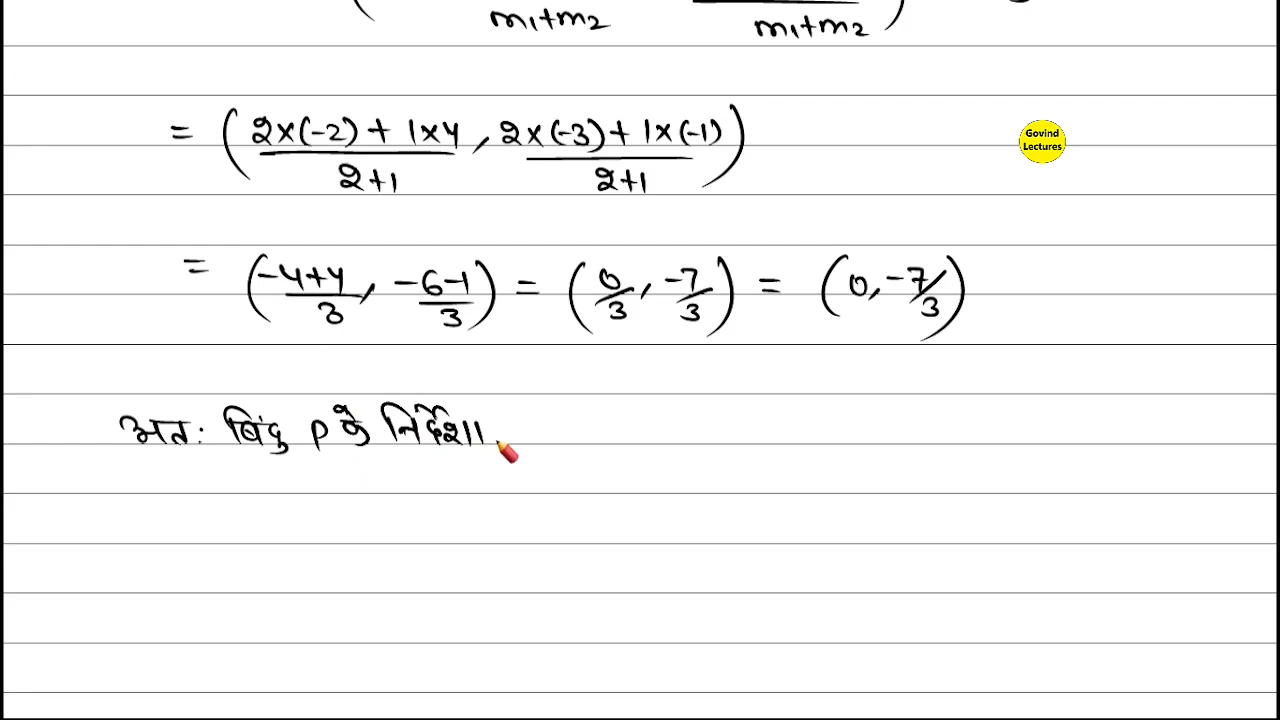 m₁+m₂ m₁+m₂
= (2×(-2) + 1×4 / 2+1 , 2×(-3) + 1×(-1) / 2+1)
Govind
Lectures
= (-4+4/3, -6-1/3) = (0/3, -7/3) = (0, -7/3)
अतः बिंदु P के निर्देशा